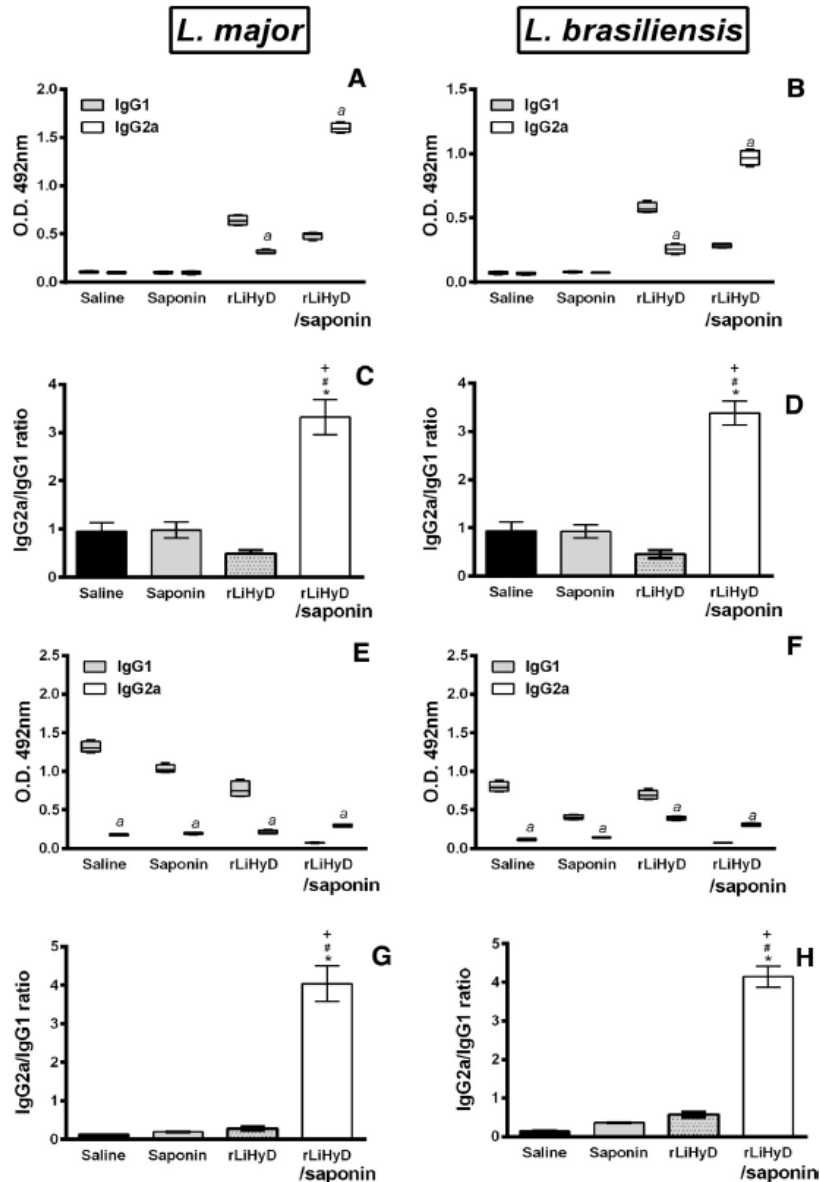 L. major
L. brasiliensis
A
2.0
1.5
1.0
0.5
0.0
O.D. 492nm
IgG1
IgG2a
a
a
Saline
Saponin
rLiHyD
rLiHyD
/saponin
B
1.5
1.0
0.5
0.0
O.D. 492nm
IgG1
IgG2a
a
a
Saline
Saponin
rLiHyD
rLiHyD
/saponin
C
4
3
2
1
0
IgG2a/IgG1 ratio
+
#
*
Saline
Saponin
rLiHyD
rLiHyD
/saponin
D
4
3
2
1
0
IgG2a/IgG1 ratio
+
#
*
Saline
Saponin
rLiHyD
rLiHyD
/saponin
E
2.5
2.0
1.5
1.0
0.5
0.0
O.D. 492nm
IgG1
IgG2a
a
a
a
a
Saline
Saponin
rLiHyD
rLiHyD
/saponin
F
2.5
2.0
1.5
1.0
0.5
0.0
O.D. 492nm
IgG1
IgG2a
a
a
a
a
Saline
Saponin
rLiHyD
rLiHyD
/saponin
G
5
4
3
2
1
0
IgG2a/IgG1 ratio
+
#
*
Saline
Saponin
rLiHyD
rLiHyD
/saponin
H
5
4
3
2
1
0
IgG2a/IgG1 ratio
+
#
*
Saline
Saponin
rLiHyD
rLiHyD
/saponin